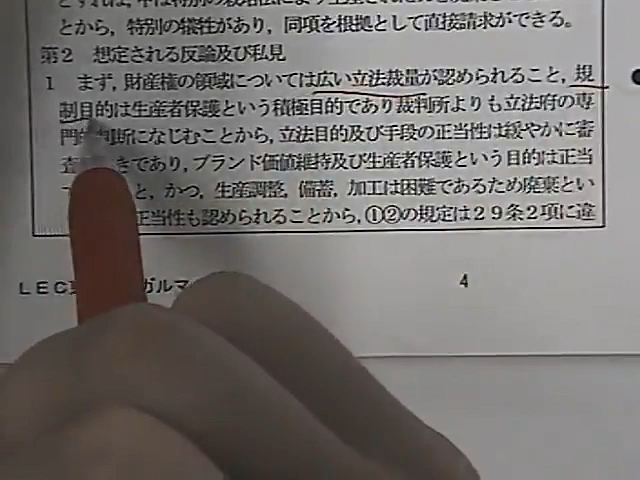 とから，特別の犠牲があり，同項を根拠として直接請求ができる。
第2　想定される反論及び私見
1　まず，財産権の領域については広い立法裁量が認められること，規
制目的は生産者保護という積極目的であり裁判所よりも立法府の専
門的判断になじむことから，立法目的及び手段の正当性は緩やかに審
査 きであり，ブランド価値維持及び生産者保護という目的は正当
と，かつ，生産調整，備蓄，加工は困難であるため廃棄とい
正当性も認められることから，①②の規定は２９条２項に違
LEC 4